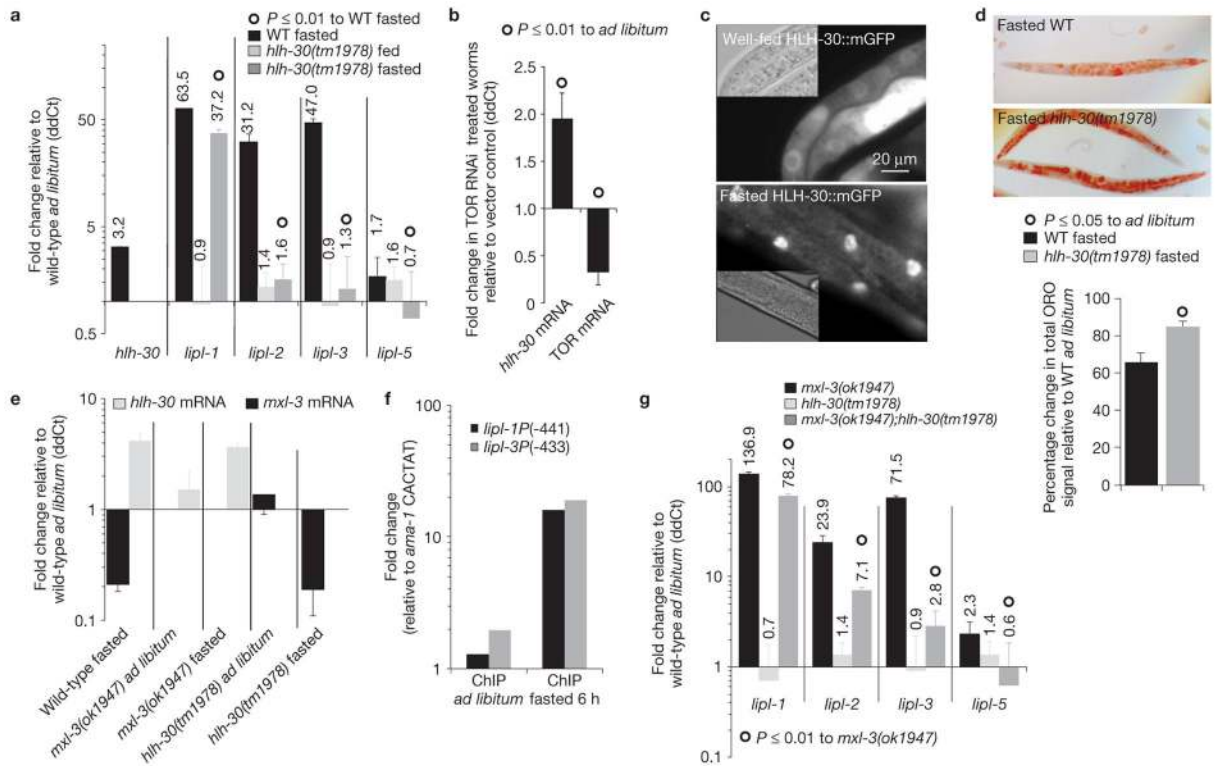 a
P ≤ 0.01 to WT fasted
WT fasted
hlh-30(tm1978) fed
hlh-30(tm1978) fasted
Fold change relative to
wild-type ad libitum (ddCt)
50
5
0.5
3.2
63.5
0.9
37.2
31.2
1.4
1.6
47.0
0.9
1.3
1.7
1.6
0.7
hlh-30
lipl-1
lipl-2
lipl-3
lipl-5
b
P ≤ 0.01 to ad libitum
Fold change in TOR RNAi treated worms
relative to vector control (ddCt)
2.5
2.0
1.5
1.0
0.5
0
hlh-30 mRNA
TOR mRNA
c
Well-fed HLH-30::mGFP
20 μm
Fasted HLH-30::mGFP
d
Fasted WT
Fasted hlh-30(tm1978)
P ≤ 0.05 to ad libitum
WT fasted
hlh-30(tm1978) fasted
Percentage change in total ORO
signal relative to WT ad libitum
100
80
60
40
20
0
e
hlh-30 mRNA
mxl-3 mRNA
Fold change relative to
wild-type ad libitum (ddCt)
10
1
0.1
Wild-type fasted
mxl-3(ok1947) ad libitum
mxl-3(ok1947) fasted
hlh-30(tm1978) ad libitum
hlh-30(tm1978) fasted
f
lipl-1P(-441)
lipl-3P(-433)
Fold change
(relative to ama-1 CACTAT)
100
10
1
ChIP ChIP
ad libitum fasted 6 h
g
mxl-3(ok1947)
hlh-30(tm1978)
mxl-3(ok1947);hlh-30(tm1978)
Fold change relative to
wild-type ad libitum (ddCt)
100
10
1
0.1
136.9
0.7
78.2
23.9
1.4
7.1
71.5
0.9
2.8
2.3
1.4
0.6
lipl-1
lipl-2
lipl-3
lipl-5
P ≤ 0.01 to mxl-3(ok1947)